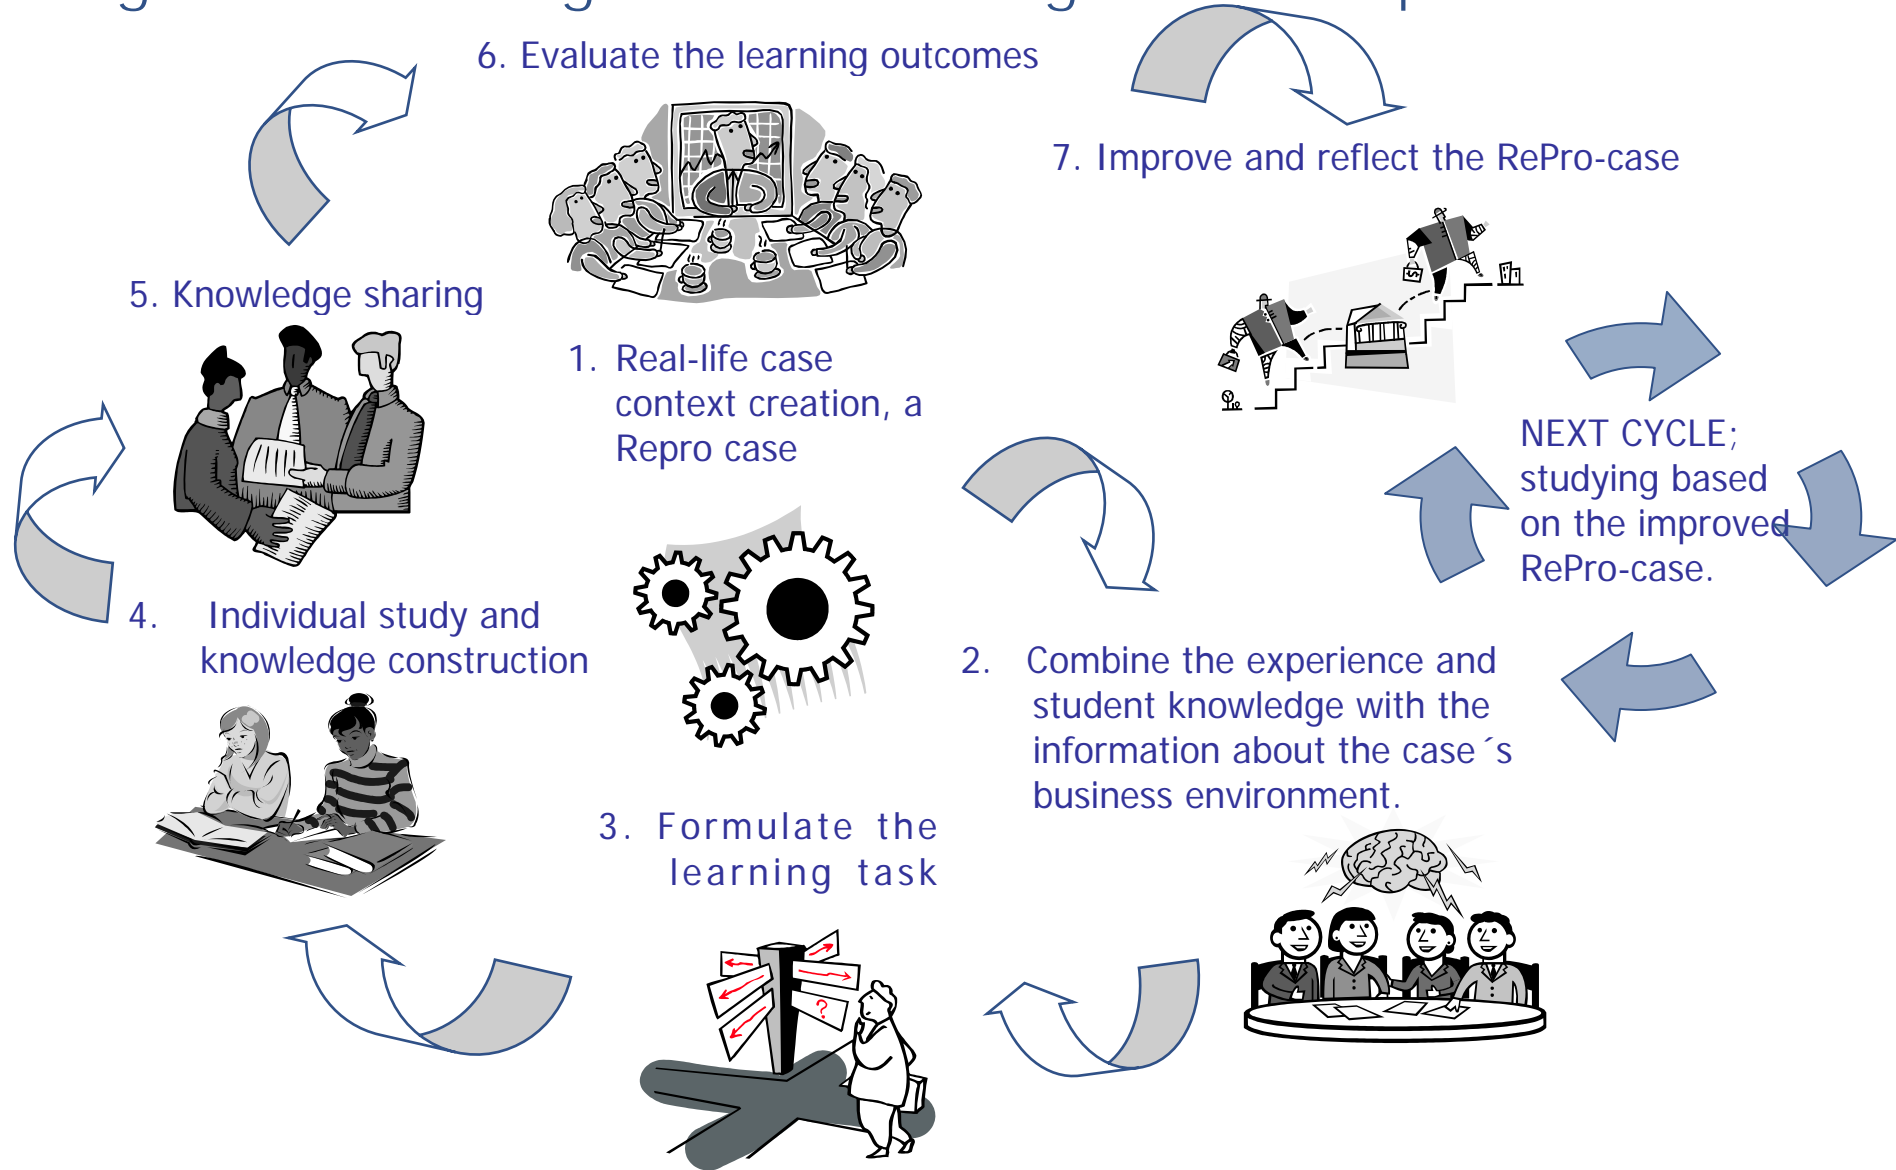 6. Evaluate the learning outcomes
7. Improve and reflect the RePro-case
5. Knowledge sharing
1. Real-life case
context creation, a
Repro case
NEXT CYCLE;
studying based
on the improved
RePro-case.
4. Individual study and
knowledge construction
2. Combine the experience and
student knowledge with the
information about the case´s
business environment.
3. Formulate the
learning task
?
$